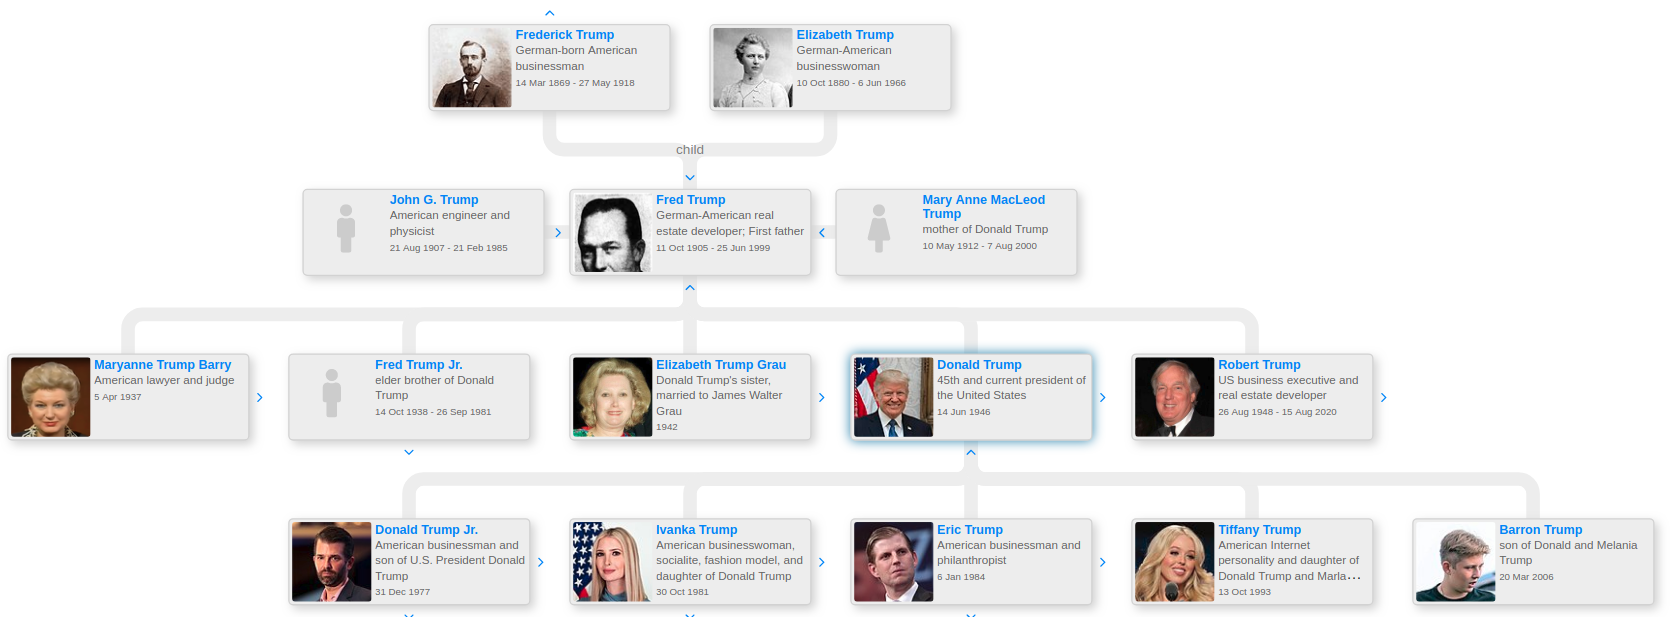 Frederick Trump
German-born American
businessman
14 Mar 1869 - 27 May 1918
Elizabeth Trump
German-American
businesswoman
10 Oct 1880 - 6 Jun 1966
child
John G. Trump
American engineer and
physicist
21 Aug 1907 - 21 Feb 1985
Fred Trump
German-American real
estate developer; First father
11 Oct 1905 - 25 Jun 1999
Mary Anne MacLeod
Trump
mother of Donald Trump
10 May 1912 - 7 Aug 2000
Maryanne Trump Barry
American lawyer and judge
5 Apr 1937
Fred Trump Jr.
elder brother of Donald
Trump
14 Oct 1938 - 26 Sep 1981
Elizabeth Trump Grau
Donald Trump's sister,
married to James Walter
Grau
1942
Donald Trump
45th and current president of
the United States
14 Jun 1946
Robert Trump
US business executive and
real estate developer
26 Aug 1948 - 15 Aug 2020
Donald Trump Jr.
American businessman and
son of U.S. President Donald
Trump
31 Dec 1977
Ivanka Trump
American businesswoman,
socialite, fashion model, and
daughter of Donald Trump
30 Oct 1981
Eric Trump
American businessman and
philanthropist
6 Jan 1984
Tiffany Trump
American Internet
personality and daughter of
Donald Trump and Marla...
13 Oct 1993
Barron Trump
son of Donald and Melania
Trump
20 Mar 2006